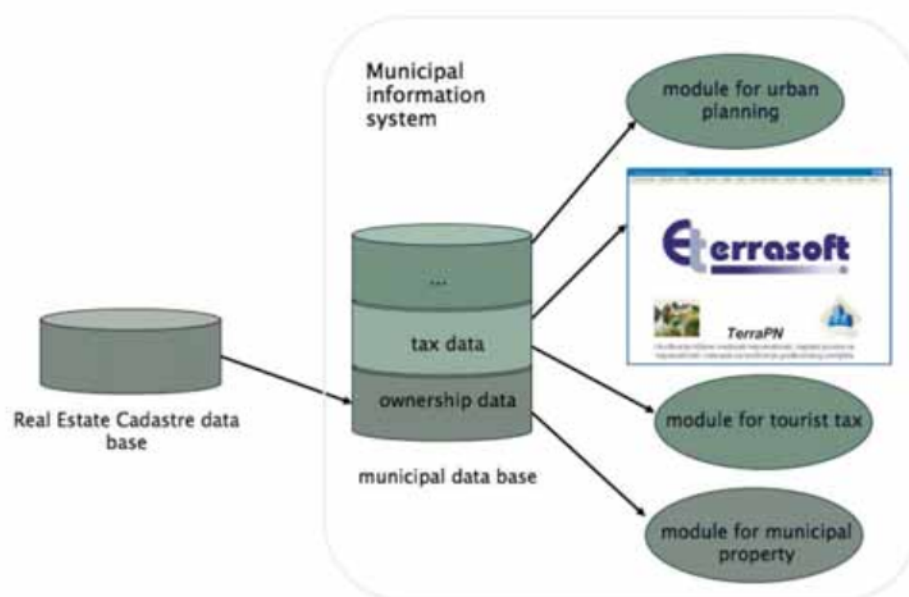 Municipal
information
system
module for urban
planning
Eterrasoft
TerraPN
...
tax data
ownership data
municipal data base
Real Estate Cadastre data
base
module for tourist tax
module for municipal
property